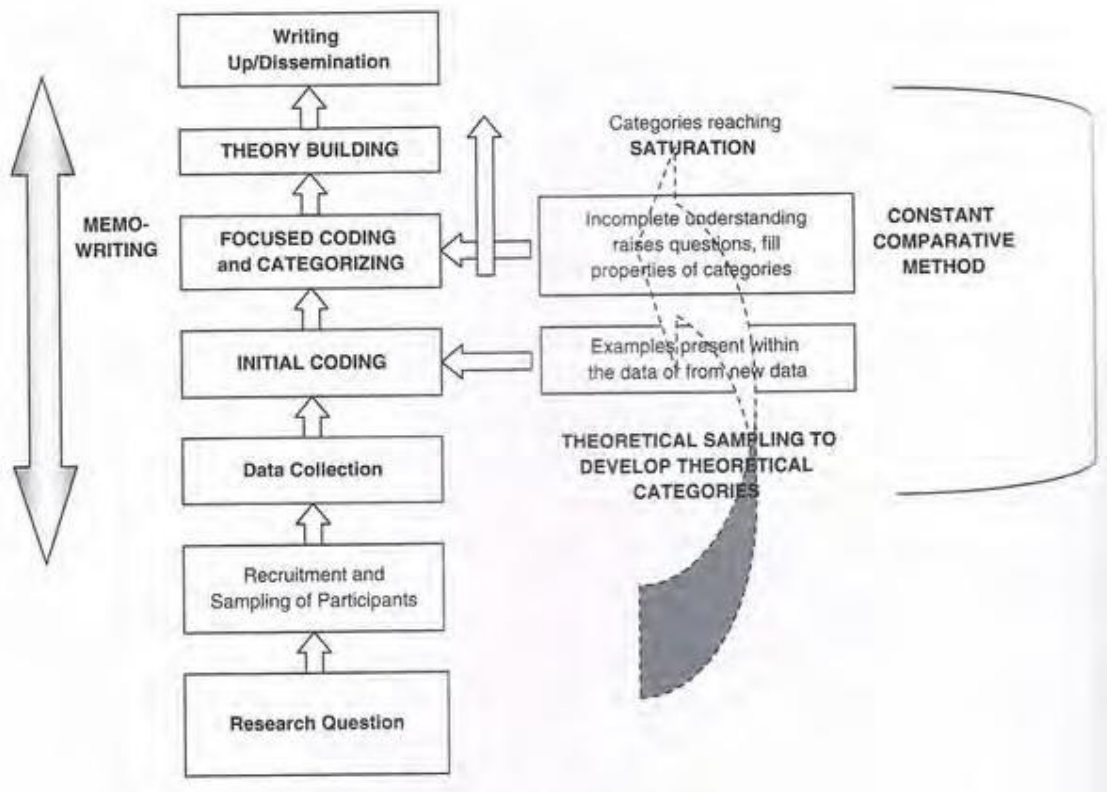 Writing
Up/Dissemination
THEORY BUILDING
MEMO-
WRITING
FOCUSED CODING
and CATEGORIZING
INITIAL CODING
Data Collection
Recruitment and
Sampling of Participants
Research Question
Categories reaching
SATURATION
Incomplete understanding
raises questions, fill
properties of categories
Examples present within
the data or from new data
THEORETICAL SAMPLING TO
DEVELOP THEORETICAL
CATEGORIES
CONSTANT
COMPARATIVE
METHOD